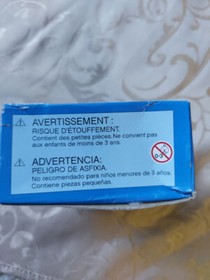 AVERTISSEMENT :
RISQUE D'ÉTOUFFEMENT.
Contient des petites pièces. Ne convient pas
aux enfants de moins de 3 ans.
ADVERTENCIA:
PELIGRO DE ASFIXIA.
No recomendado para niños menores de 3 años.
Contiene piezas pequeñas.